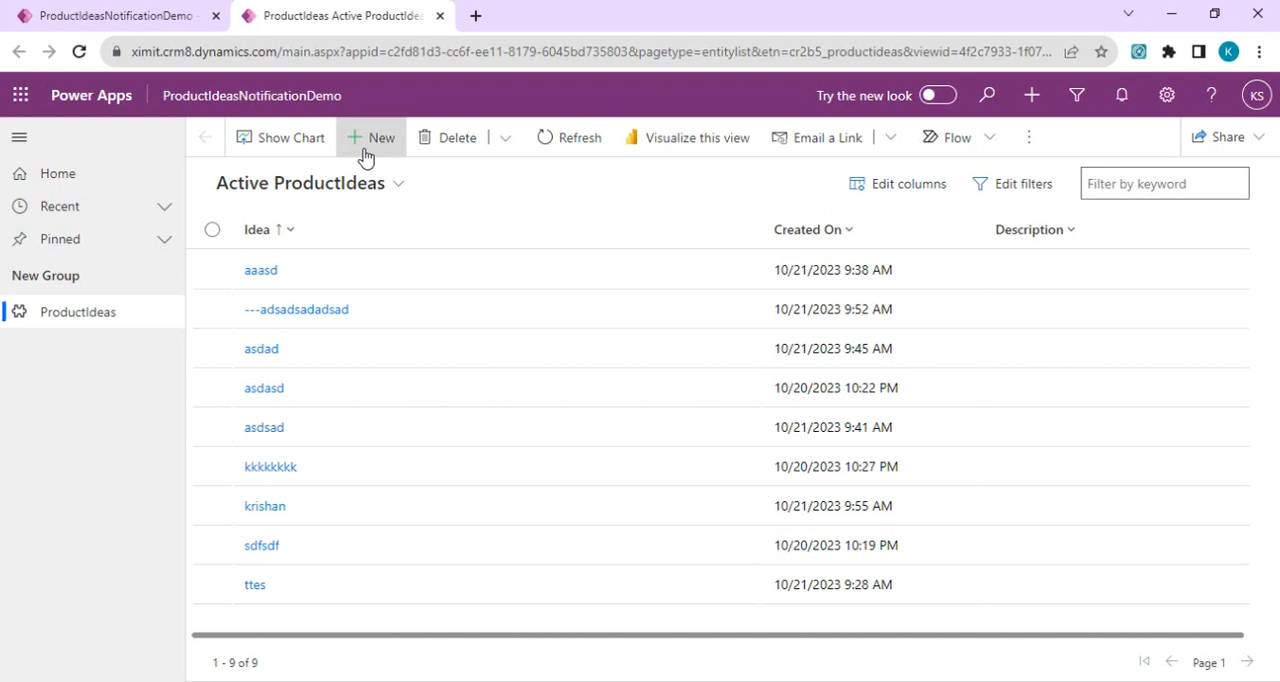 ProductIdeasNotificationDemo -
ProductIdeas Active ProductIdea
ximit.crm8.dynamics.com/main.aspx?appid=c2fd81d3-cc6f-ee11-8179-6045bd735803&pagetype=entitylist&etn=cr2b5_productideas&viewid=4f2c7933-1f07...
K
Power Apps ProductIdeasNotificationDemo Try the new look KS
Show Chart New Delete Refresh Visualize this view Email a Link Flow Share
Home
Recent
Pinned
New Group
ProductIdeas
Active ProductIdeas Edit columns Edit filters Filter by keyword
Idea ↑ Created On Description
aaasd 10/21/2023 9:38 AM
---adsadsadadsad 10/21/2023 9:52 AM
asdad 10/21/2023 9:45 AM
asdasd 10/20/2023 10:22 PM
asdsad 10/21/2023 9:41 AM
kkkkkkkk 10/20/2023 10:27 PM
krishan 10/21/2023 9:55 AM
sdfsdf 10/20/2023 10:19 PM
ttes 10/21/2023 9:28 AM
1 - 9 of 9 Page 1